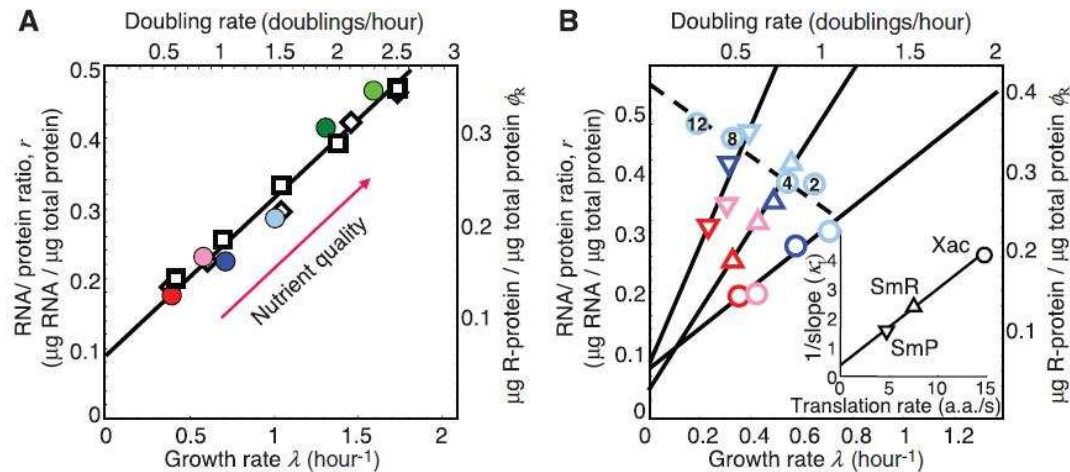 A
Doubling rate (doublings/hour)
0 0.5 1 1.5 2 2.5 3
0.5
0.4
0.3
0.2
0.1
0
RNA/ protein ratio, r
(μg RNA / μg total protein)
Nutrient quality
0.3
0.2
0.1
μg R-protein / μg total protein ϕR
0 0.5 1 1.5 2
Growth rate λ (hour-1)
B
Doubling rate (doublings/hour)
0 0.5 1 2
0.5
0.4
0.3
0.2
0.1
0
RNA/ protein ratio, r
(μg RNA / μg total protein)
12
8
4
2
0.4
0.3
0.2
0.1
μg R-protein / μg total protein ϕR
Xac
SmR
SmP
4
3
2
1
0
1/slope (κt)
0 5 10 15
Translation rate (a.a./s)
0 0.2 0.4 0.6 0.8 1 1.2
Growth rate λ (hour-1)